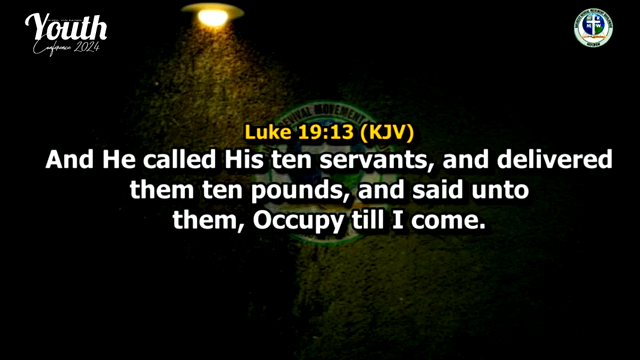 Youth
Conference 2024
Luke 19:13 (KJV)
And He called His ten servants, and delivered
them ten pounds, and said unto
them, Occupy till I come.